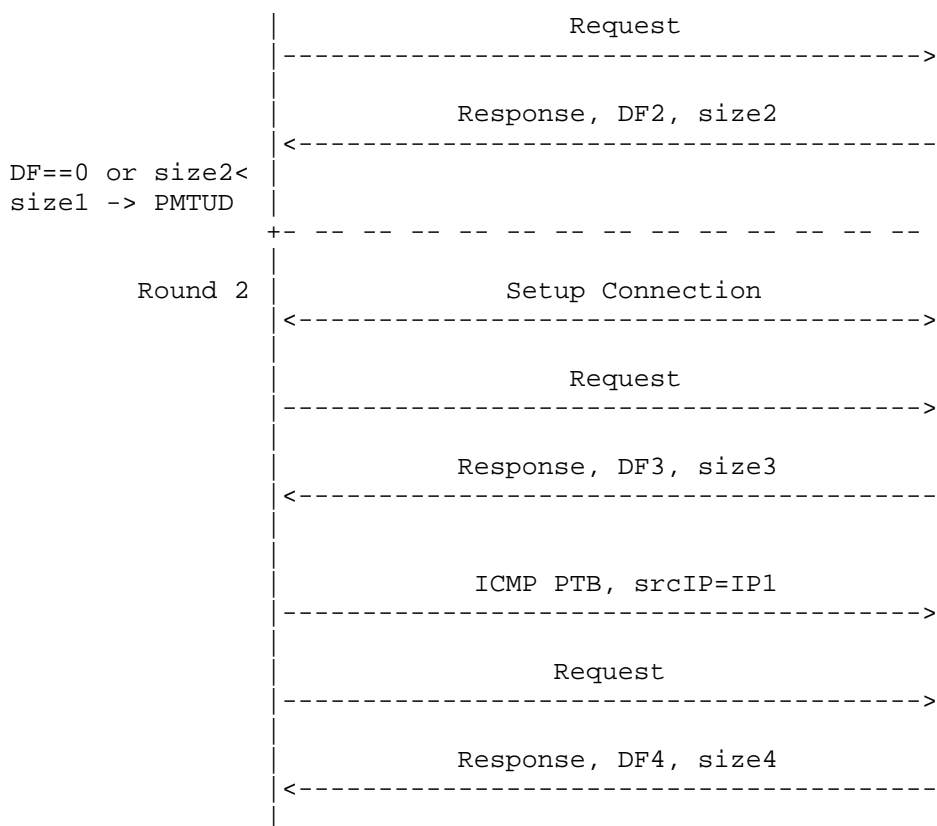 Request
Response, DF2, size2
DF==0 or size2<
size1 -> PMTUD
Round 2
Setup Connection
Request
Response, DF3, size3
ICMP PTB, srcIP=IP1
Request
Response, DF4, size4